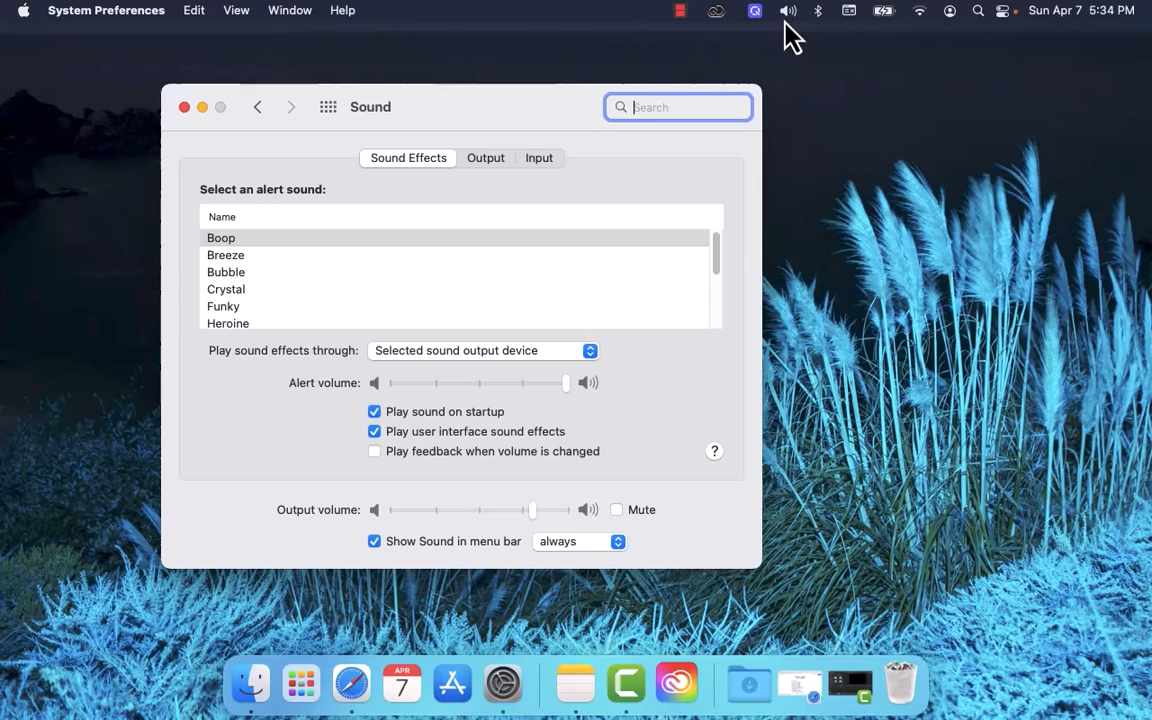 System Preferences Edit View Window Help Q Sun Apr 7 5:34 PM
Sound Search
Sound Effects Output Input
Select an alert sound:
Name
Boop
Breeze
Bubble
Crystal
Funky
Heroine
Play sound effects through: Selected sound output device
Alert volume:
Play sound on startup
Play user interface sound effects
Play feedback when volume is changed ?
Output volume: Mute
Show Sound in menu bar always
APR
7